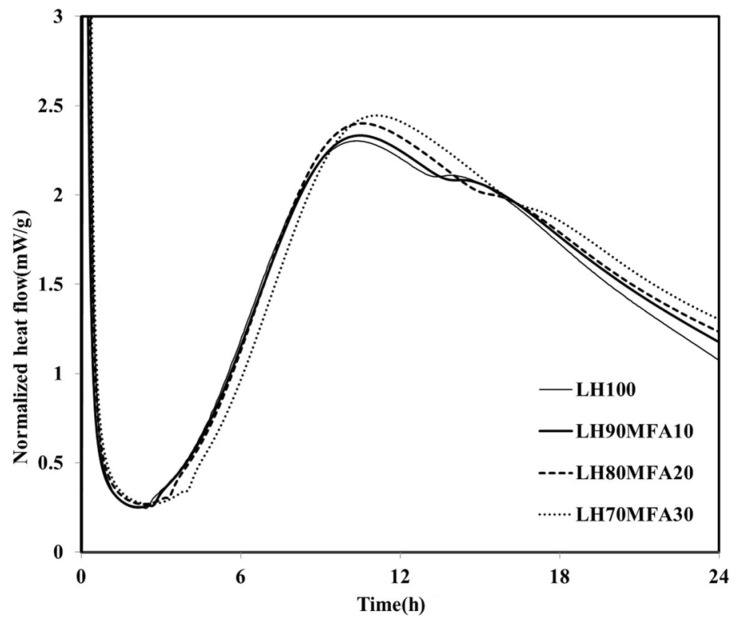 3
2.5
2
1.5
1
0.5
0
Normalized heat flow(mW/g)
LH100
LH90MFA10
LH80MFA20
LH70MFA30
0 6 12 18 24
Time(h)